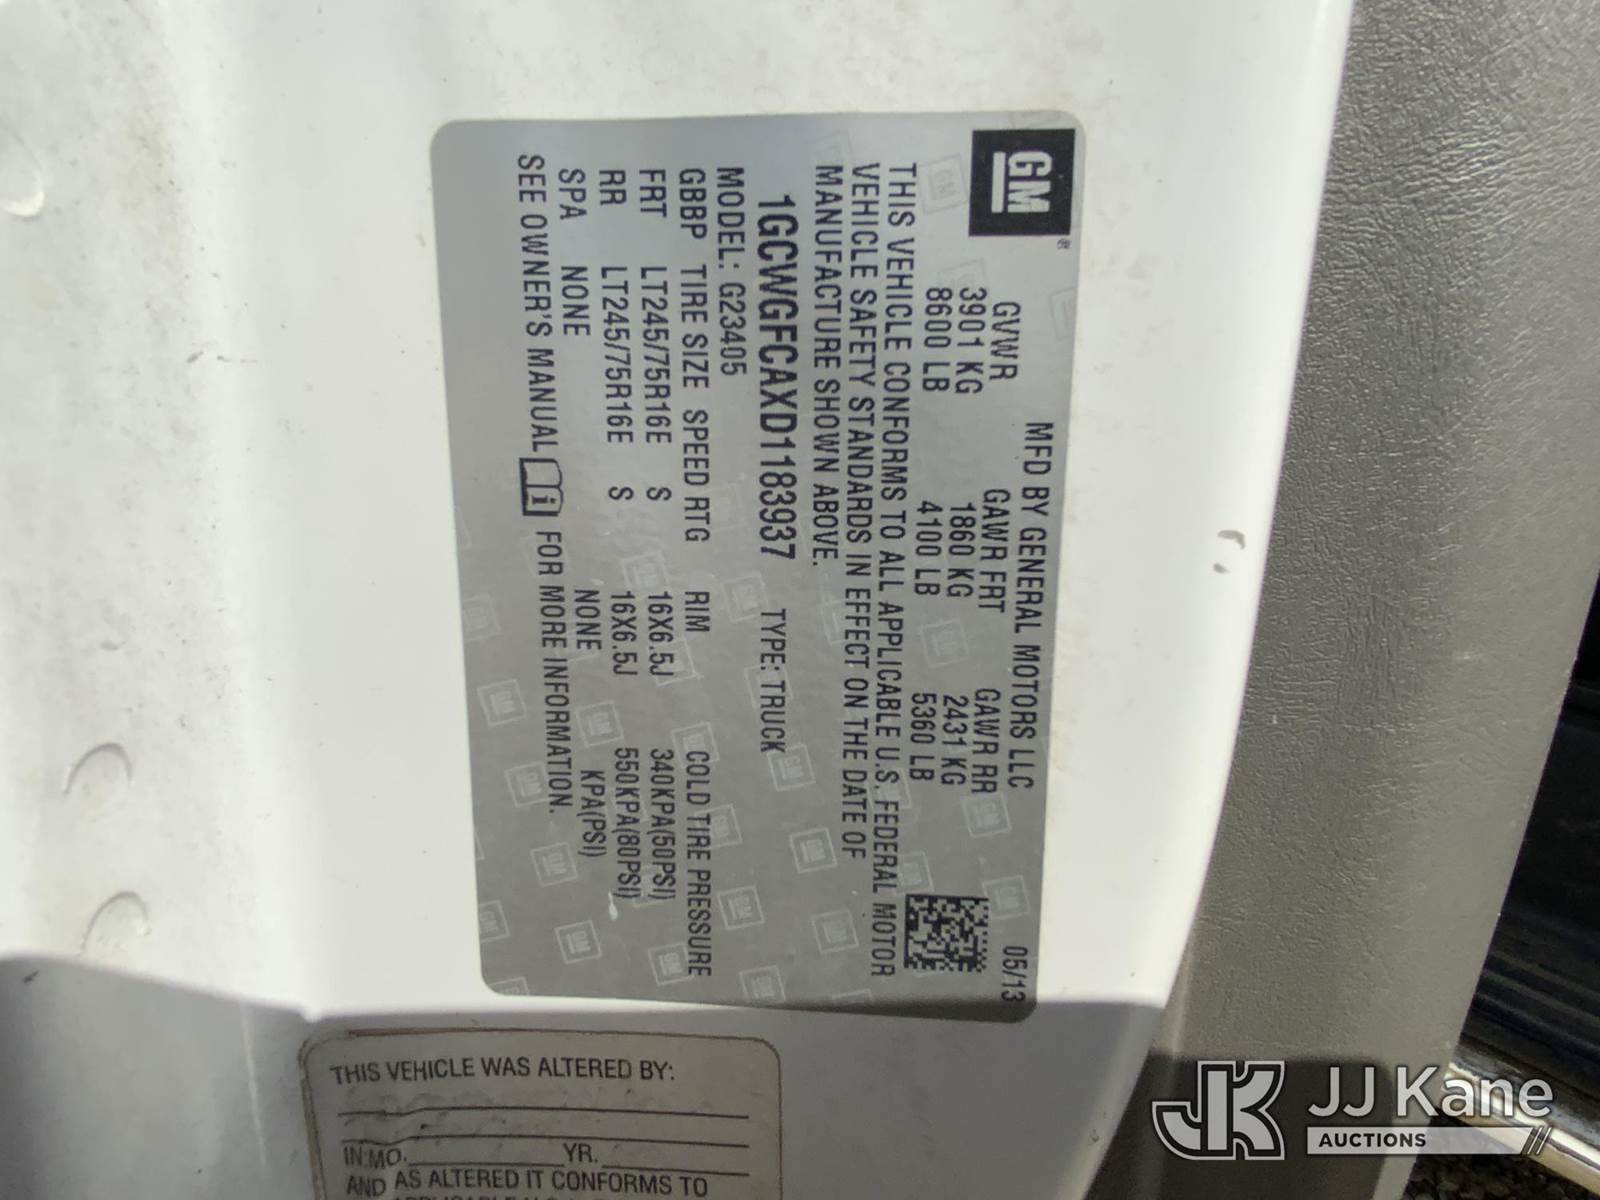 GM
MFD BY GENERAL MOTORS LLC 05/13
GVWR GAWR FRT GAWR RR
3901 KG 1860 KG 2431 KG
8600 LB 4100 LB 5360 LB
THIS VEHICLE CONFORMS TO ALL APPLICABLE U.S. FEDERAL MOTOR
VEHICLE SAFETY STANDARDS IN EFFECT ON THE DATE OF
MANUFACTURE SHOWN ABOVE.
1GCWGFCAXD1183937 TYPE: TRUCK
MODEL: G23405
GBBP TIRE SIZE SPEED RTG RIM COLD TIRE PRESSURE
FRT LT245/75R16E S 16X6.5J 340KPA(50PSI)
RR LT245/75R16E S 16X6.5J 550KPA(80PSI)
SPA NONE NONE KPA(PSI)
SEE OWNER'S MANUAL i FOR MORE INFORMATION.
THIS VEHICLE WAS ALTERED BY:
IN MO. YR.
AND AS ALTERED IT CONFORMS TO
JK JJ Kane
AUCTIONS